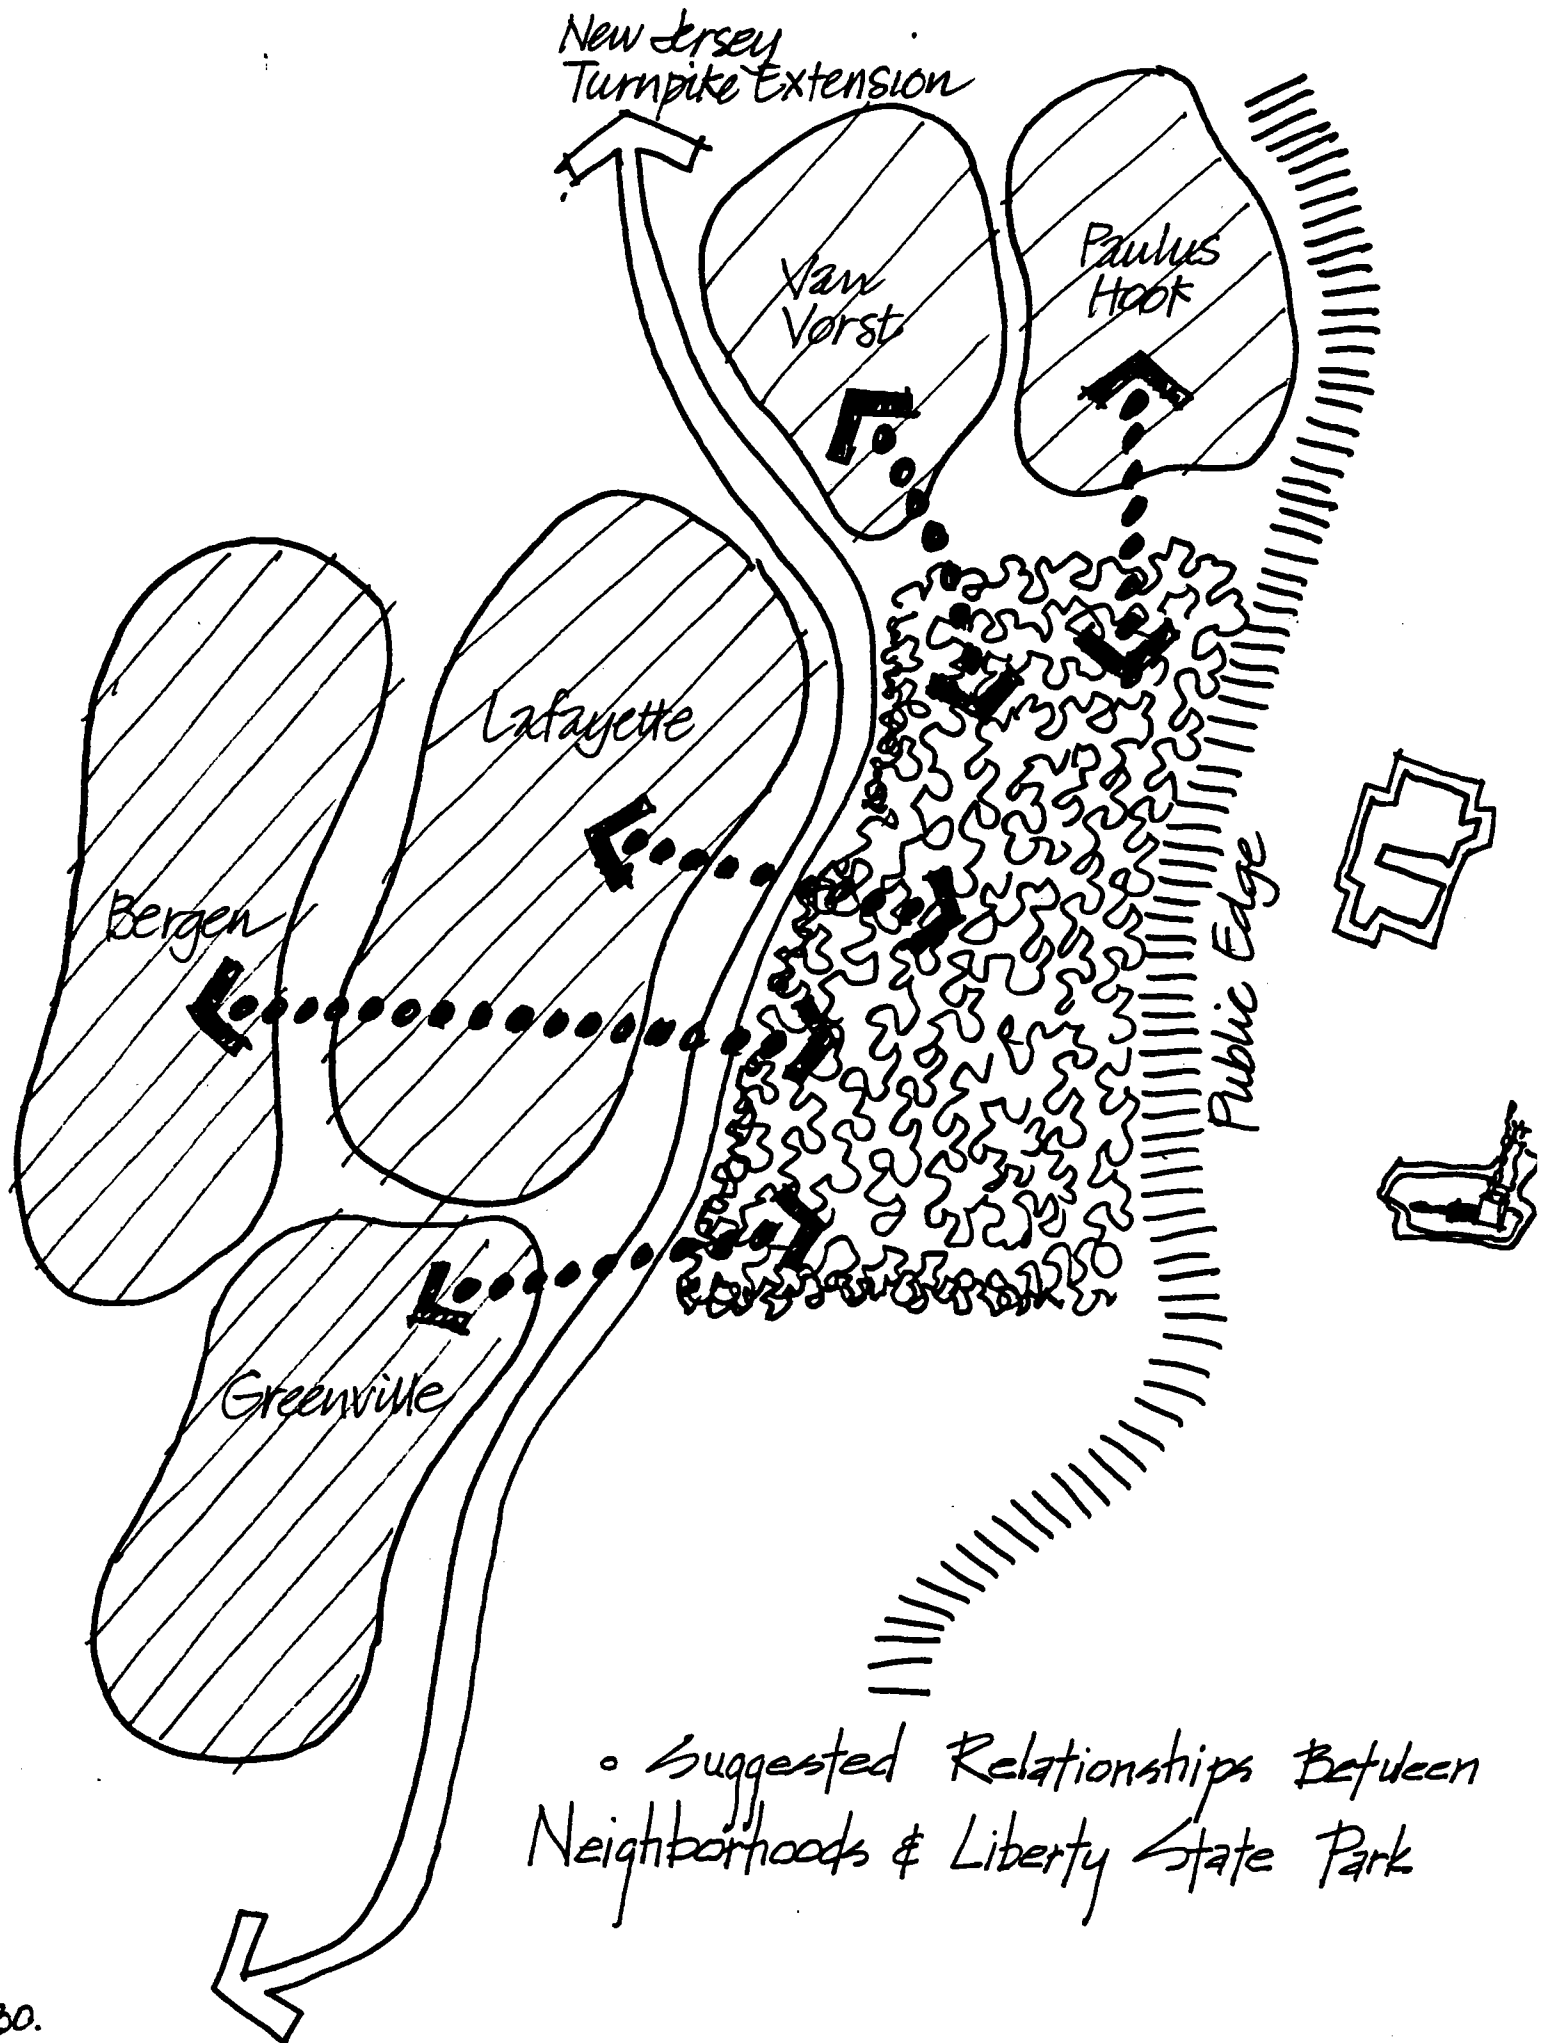 New Jersey
Turnpike Extension
Paulus
Hook
Van
Vorst
Lafayette
Bergen
Public Edge
Greenville
• Suggested Relationships Between
Neighborhoods & Liberty State Park
30.